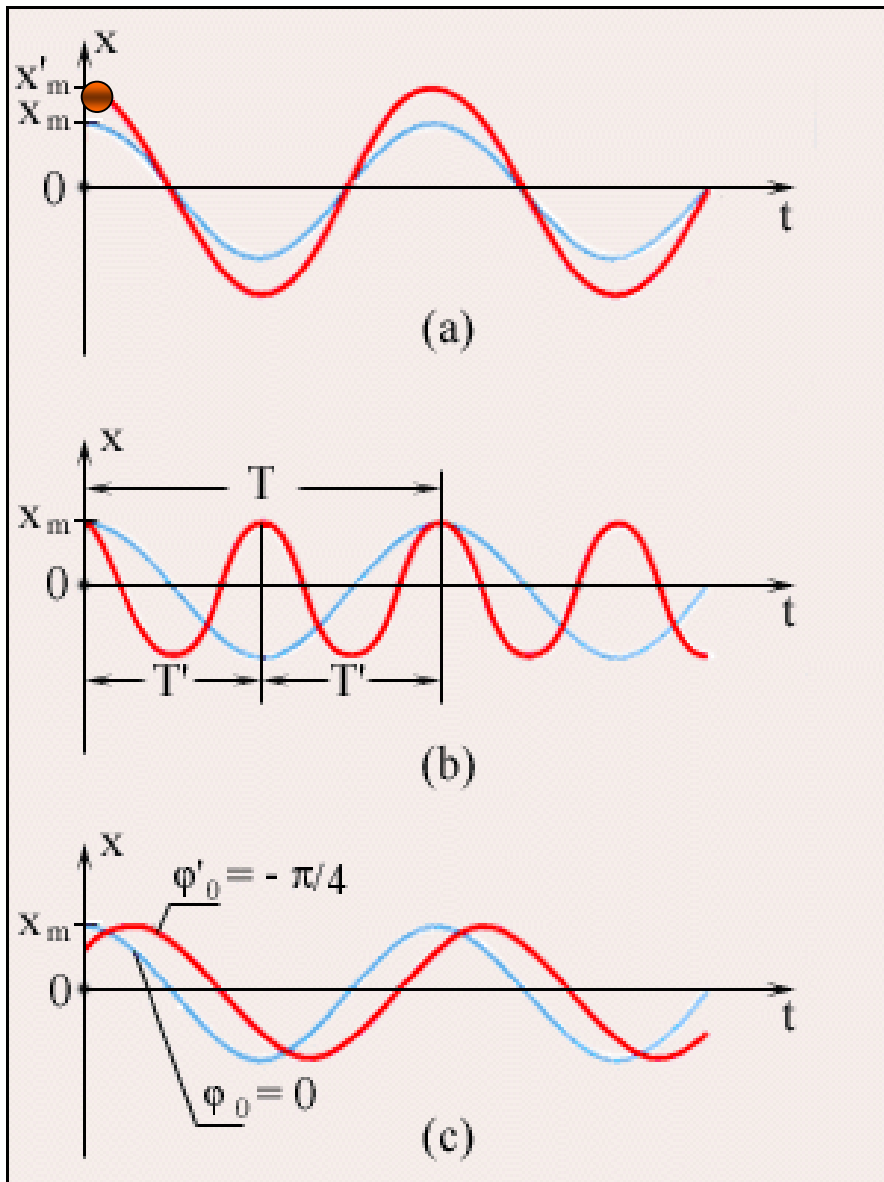 x
x'm
xm
0
t
(a)
x
T
xm
0
t
T' T'
(b)
x
φ'0 = - π/4
xm
0
t
φ0 = 0
(c)